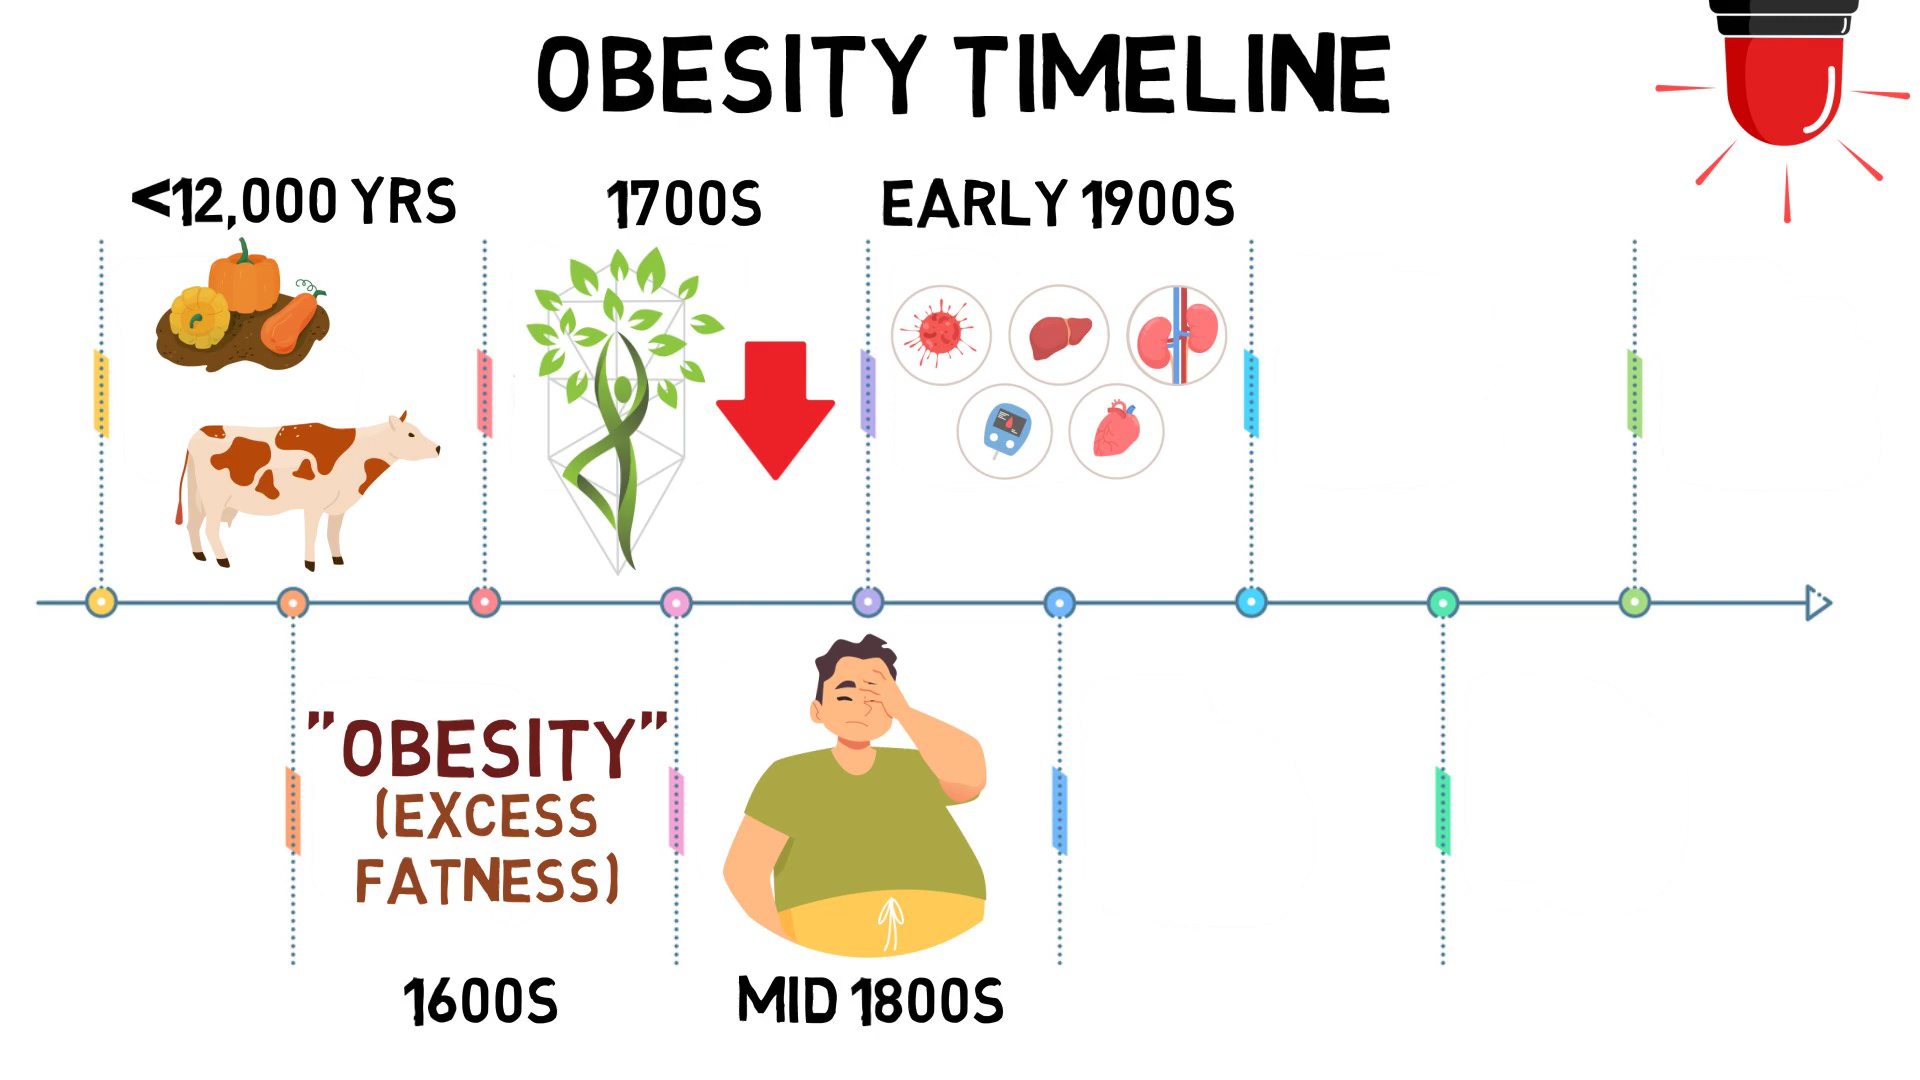 OBESITY TIMELINE
<12,000 YRS
1700S
EARLY 1900S
"OBESITY"
(EXCESS
FATNESS)
1600S
MID 1800S